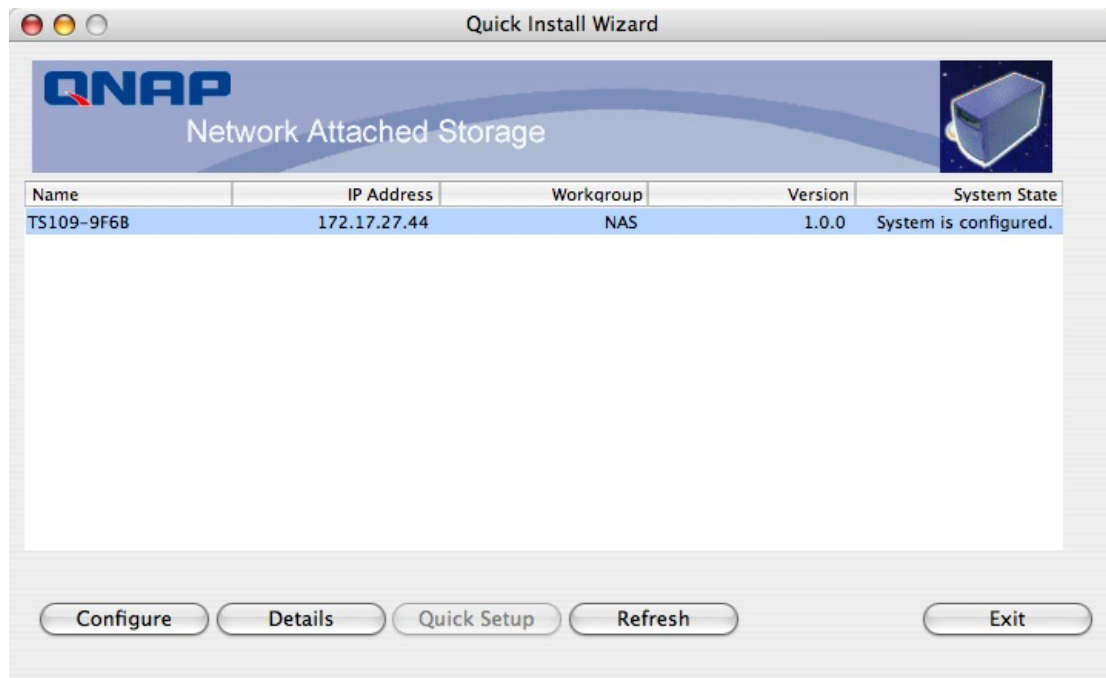 Quick Install Wizard
QNAP
Network Attached Storage
Name IP Address Workgroup Version System State
TS109-9F6B 172.17.27.44 NAS 1.0.0 System is configured.
Configure Details Quick Setup Refresh Exit